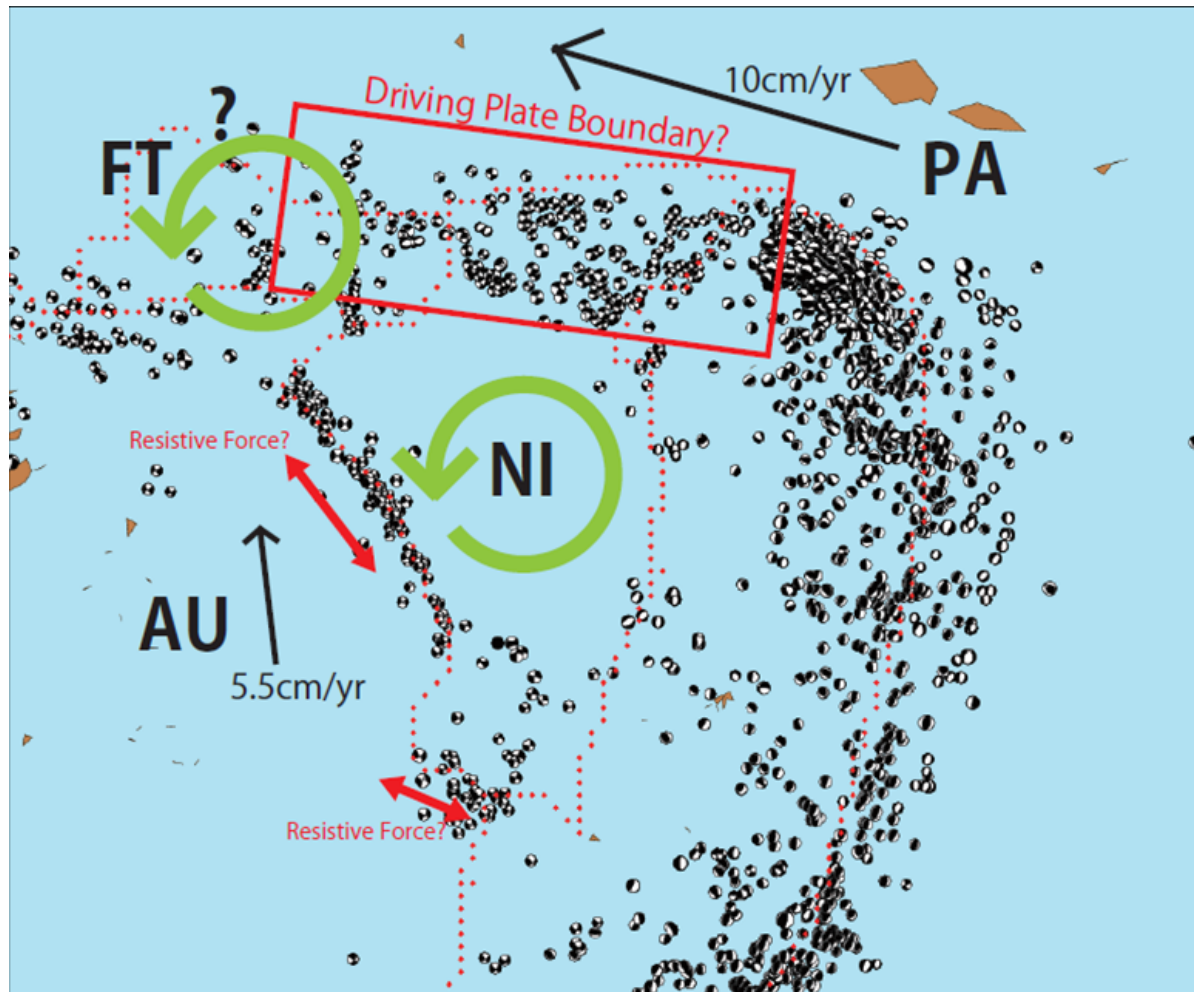 10cm/yr
Driving Plate Boundary?
?
FT
PA
Resistive Force?
NI
AU
5.5cm/yr
Resistive Force?